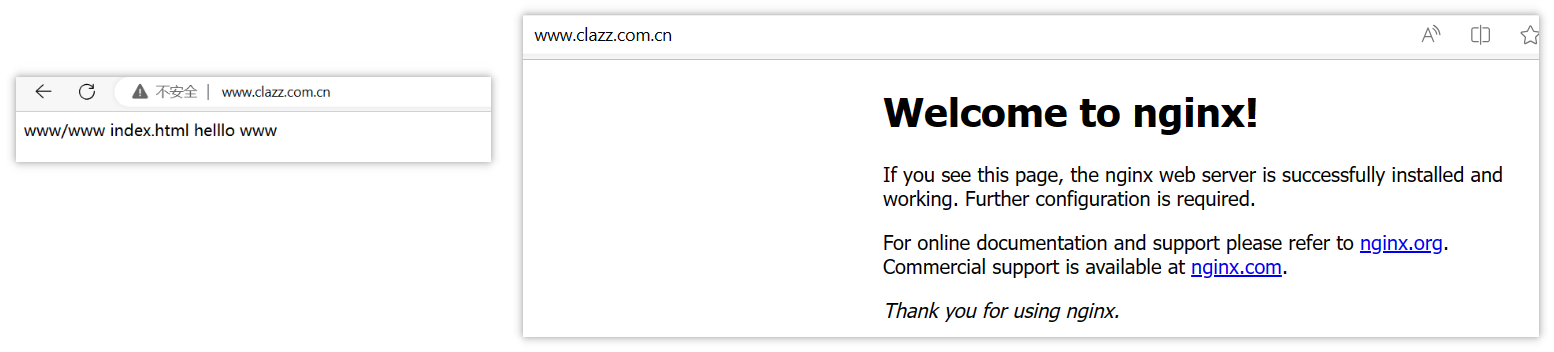 不安全 | www.clazz.com.cn
www/www index.html helllo www
www.clazz.com.cn
Welcome to nginx!
If you see this page, the nginx web server is successfully installed and
working. Further configuration is required.
For online documentation and support please refer to nginx.org.
Commercial support is available at nginx.com.
Thank you for using nginx.